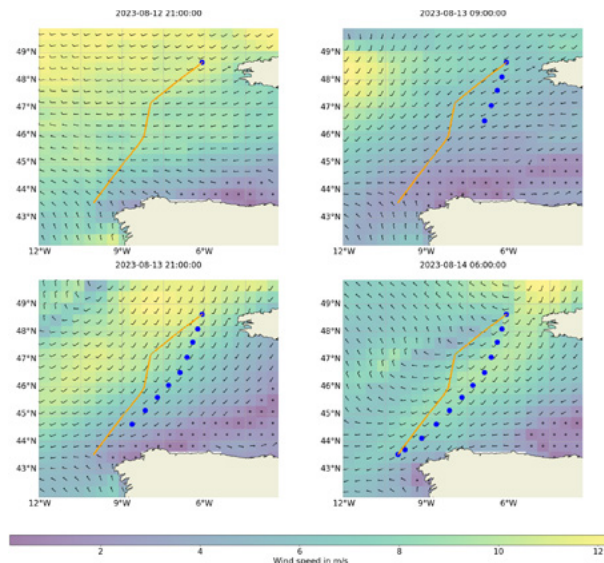 2023-08-12 21:00:00
2023-08-13 09:00:00
49°N
48°N
47°N
46°N
45°N
44°N
43°N
12°W
9°W
6°W
49°N
48°N
47°N
46°N
45°N
44°N
43°N
12°W
9°W
6°W
2023-08-13 21:00:00
2023-08-14 06:00:00
49°N
48°N
47°N
46°N
45°N
44°N
43°N
12°W
9°W
6°W
49°N
48°N
47°N
46°N
45°N
44°N
43°N
12°W
9°W
6°W
2
4
6
8
10
12
Wind speed in m/s